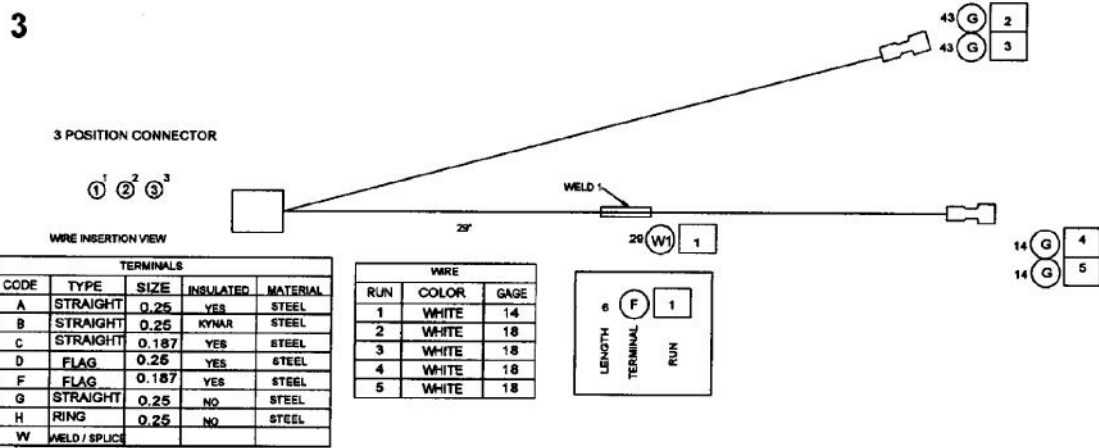 3
43 G 2
43 G 3
3 POSITION CONNECTOR
1 1 2 2 3 3
WELD 1
29"
WIRE INSERTION VIEW
29 W1 1
14 G 4
14 G 5
TERMINALS
CODE TYPE SIZE INSULATED MATERIAL
A STRAIGHT 0.25 YES STEEL
B STRAIGHT 0.25 KYNAR STEEL
C STRAIGHT 0.187 YES STEEL
D FLAG 0.25 YES STEEL
F FLAG 0.187 YES STEEL
G STRAIGHT 0.25 NO STEEL
H RING 0.25 NO STEEL
W WELD / SPLICE
WIRE
RUN COLOR GAGE
1 WHITE 14
2 WHITE 18
3 WHITE 18
4 WHITE 18
5 WHITE 18
6 F 1
LENGTH
TERMINAL
RUN